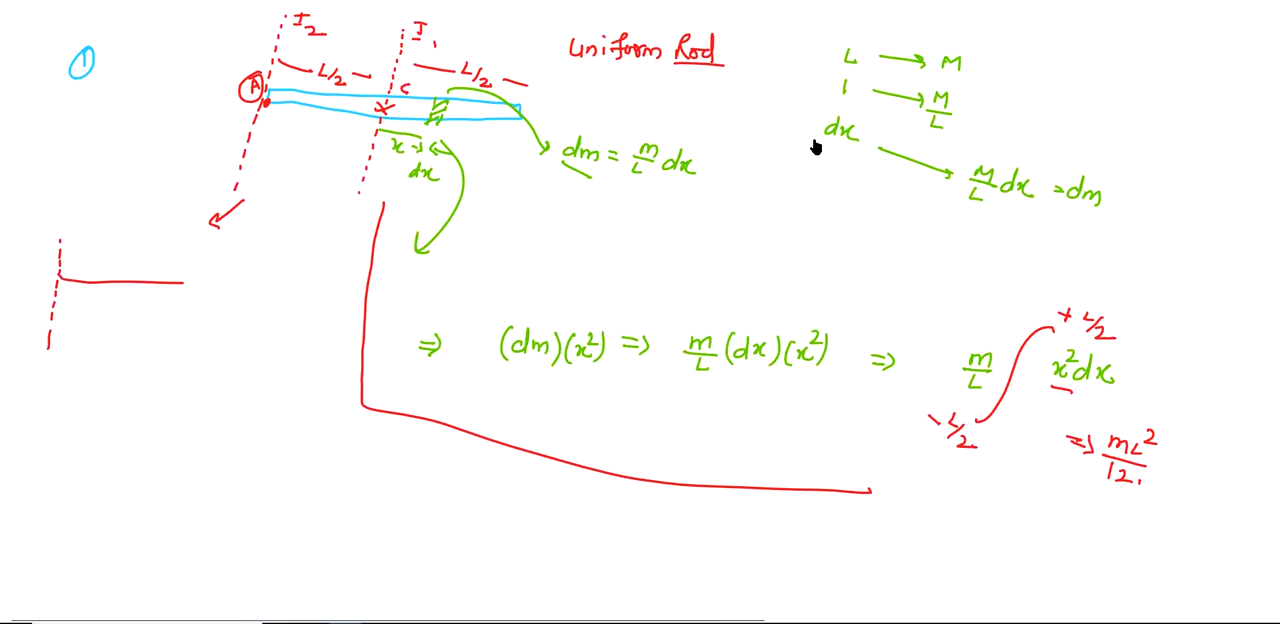 ①
I₂
I₁
Uniform Rod
L → M
A
L/2
L/2
C
1 → M/L
dx
x
dx
dm = m/L dx
M/L dx = dm
⇒ (dm)(x²) ⇒ m/L (dx)(x²) ⇒ m/L ∫ x²dx
+ L/2
- L/2
⇒ mL²/12